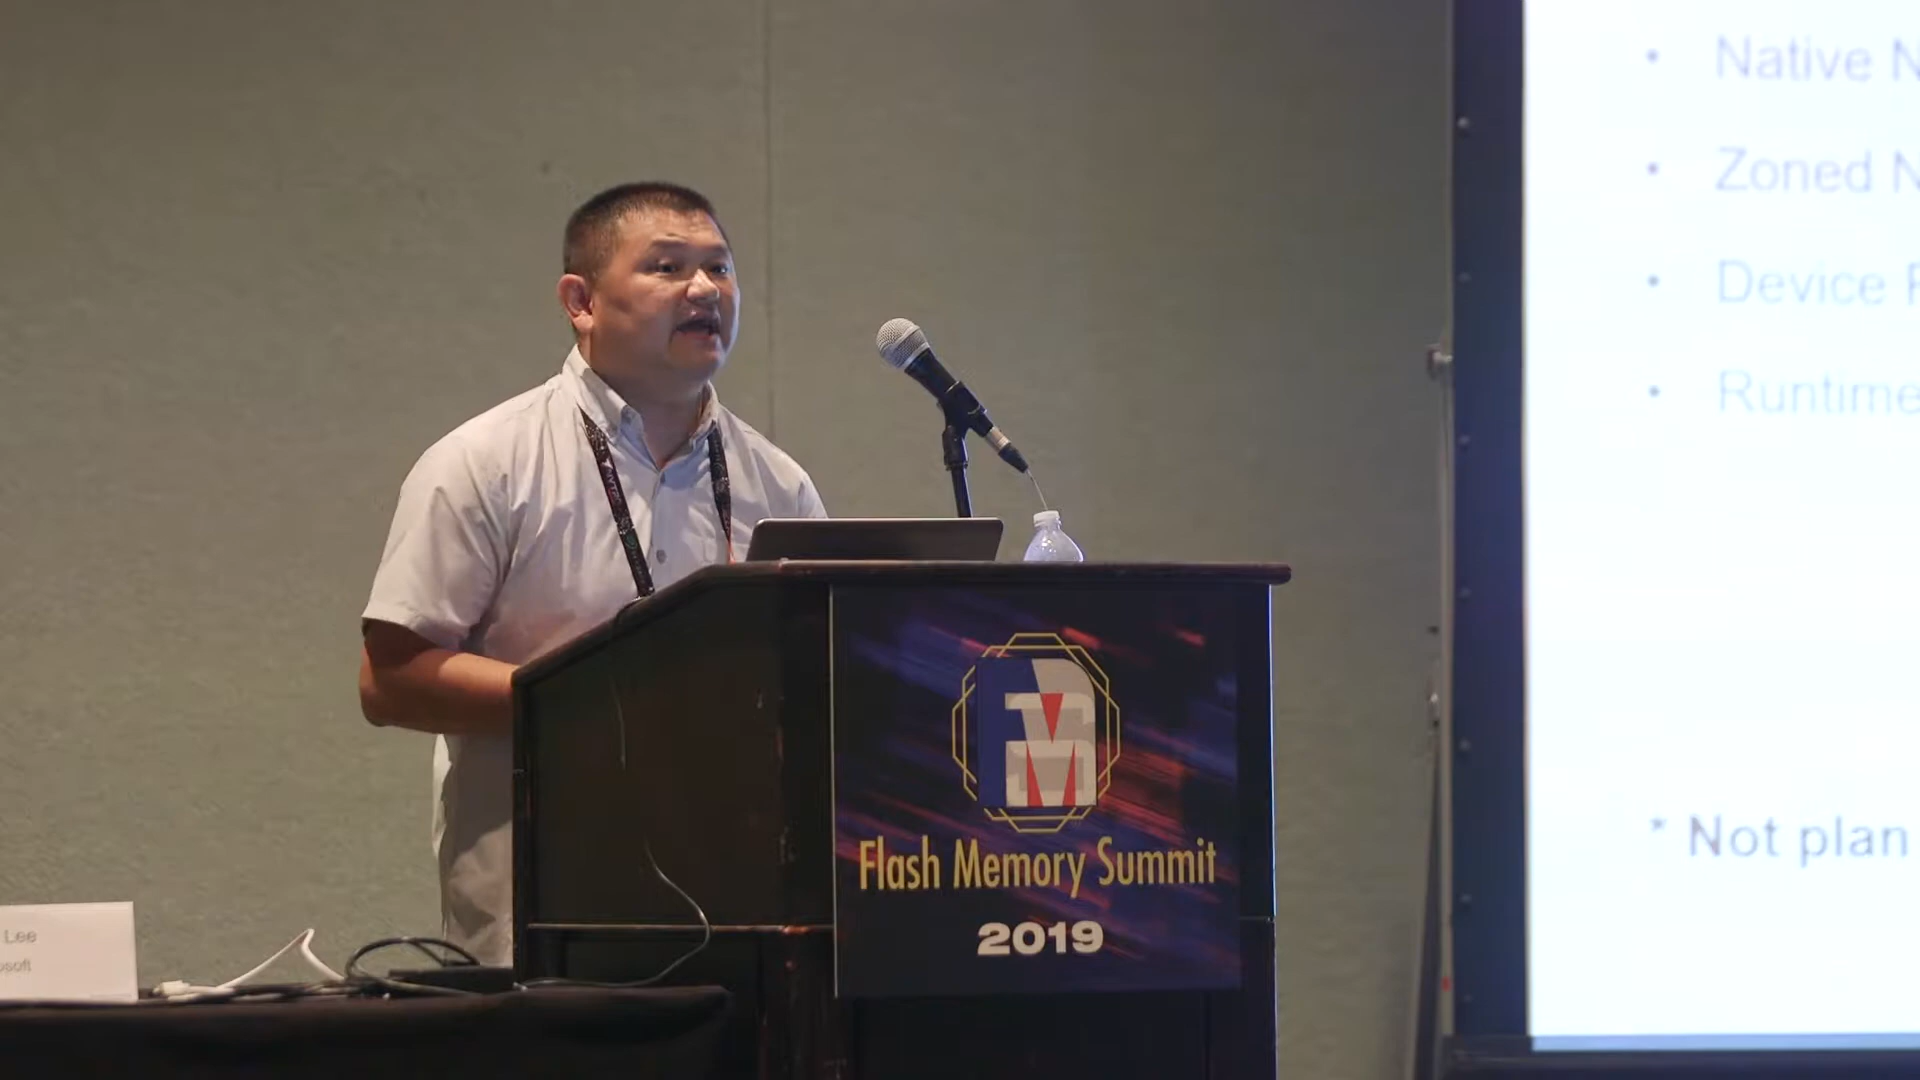 Native N
Zoned N
Device
Runtime
* Not plan
Flash Memory Summit
2019
Lee
osoft